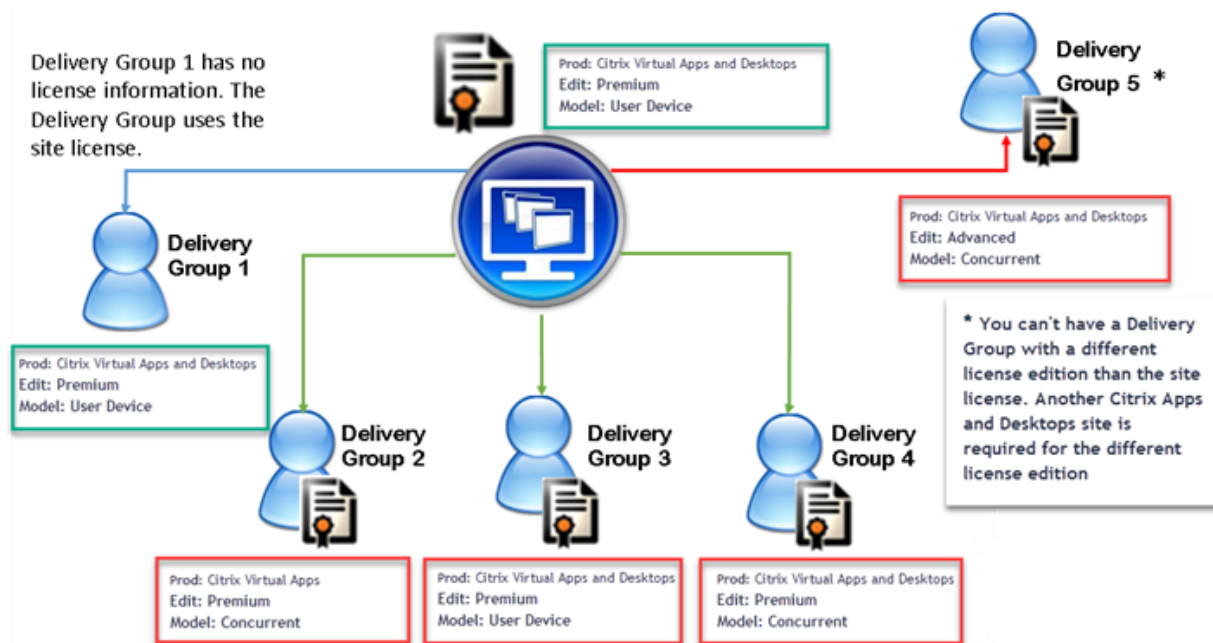 Delivery Group 1 has no
license information. The
Delivery Group uses the
site license.
Prod: Citrix Virtual Apps and Desktops
Edit: Premium
Model: User Device
Delivery
Group 5 *
Prod: Citrix Virtual Apps and Desktops
Edit: Advanced
Model: Concurrent
Delivery
Group 1
Prod: Citrix Virtual Apps and Desktops
Edit: Premium
Model: User Device
* You can't have a Delivery
Group with a different
license edition than the site
license. Another Citrix Apps
and Desktops site is
required for the different
license edition
Delivery
Group 2
Prod: Citrix Virtual Apps
Edit: Premium
Model: Concurrent
Delivery
Group 3
Prod: Citrix Virtual Apps and Desktops
Edit: Premium
Model: User Device
Delivery
Group 4
Prod: Citrix Virtual Apps and Desktops
Edit: Premium
Model: Concurrent